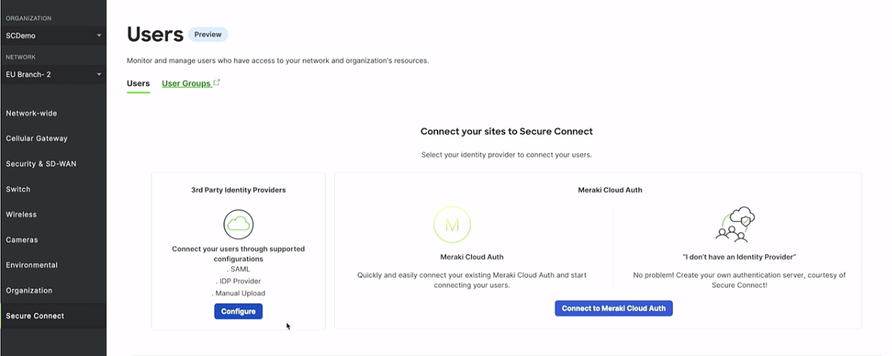 ORGANIZATION
SCDemo
NETWORK
EU Branch- 2
Network-wide
Cellular Gateway
Security & SD-WAN
Switch
Wireless
Cameras
Environmental
Organization
Secure Connect
Users Preview
Monitor and manage users who have access to your network and organization's resources.
Users User Groups
Connect your sites to Secure Connect
Select your identity provider to connect your users.
3rd Party Identity Providers
Connect your users through supported
configurations
. SAML
. IDP Provider
. Manual Upload
Configure
Meraki Cloud Auth
M
Meraki Cloud Auth
Quickly and easily connect your existing Meraki Cloud Auth and start
connecting your users.
"I don't have an Identity Provider"
No problem! Create your own authentication server, courtesy of
Secure Connect!
Connect to Meraki Cloud Auth